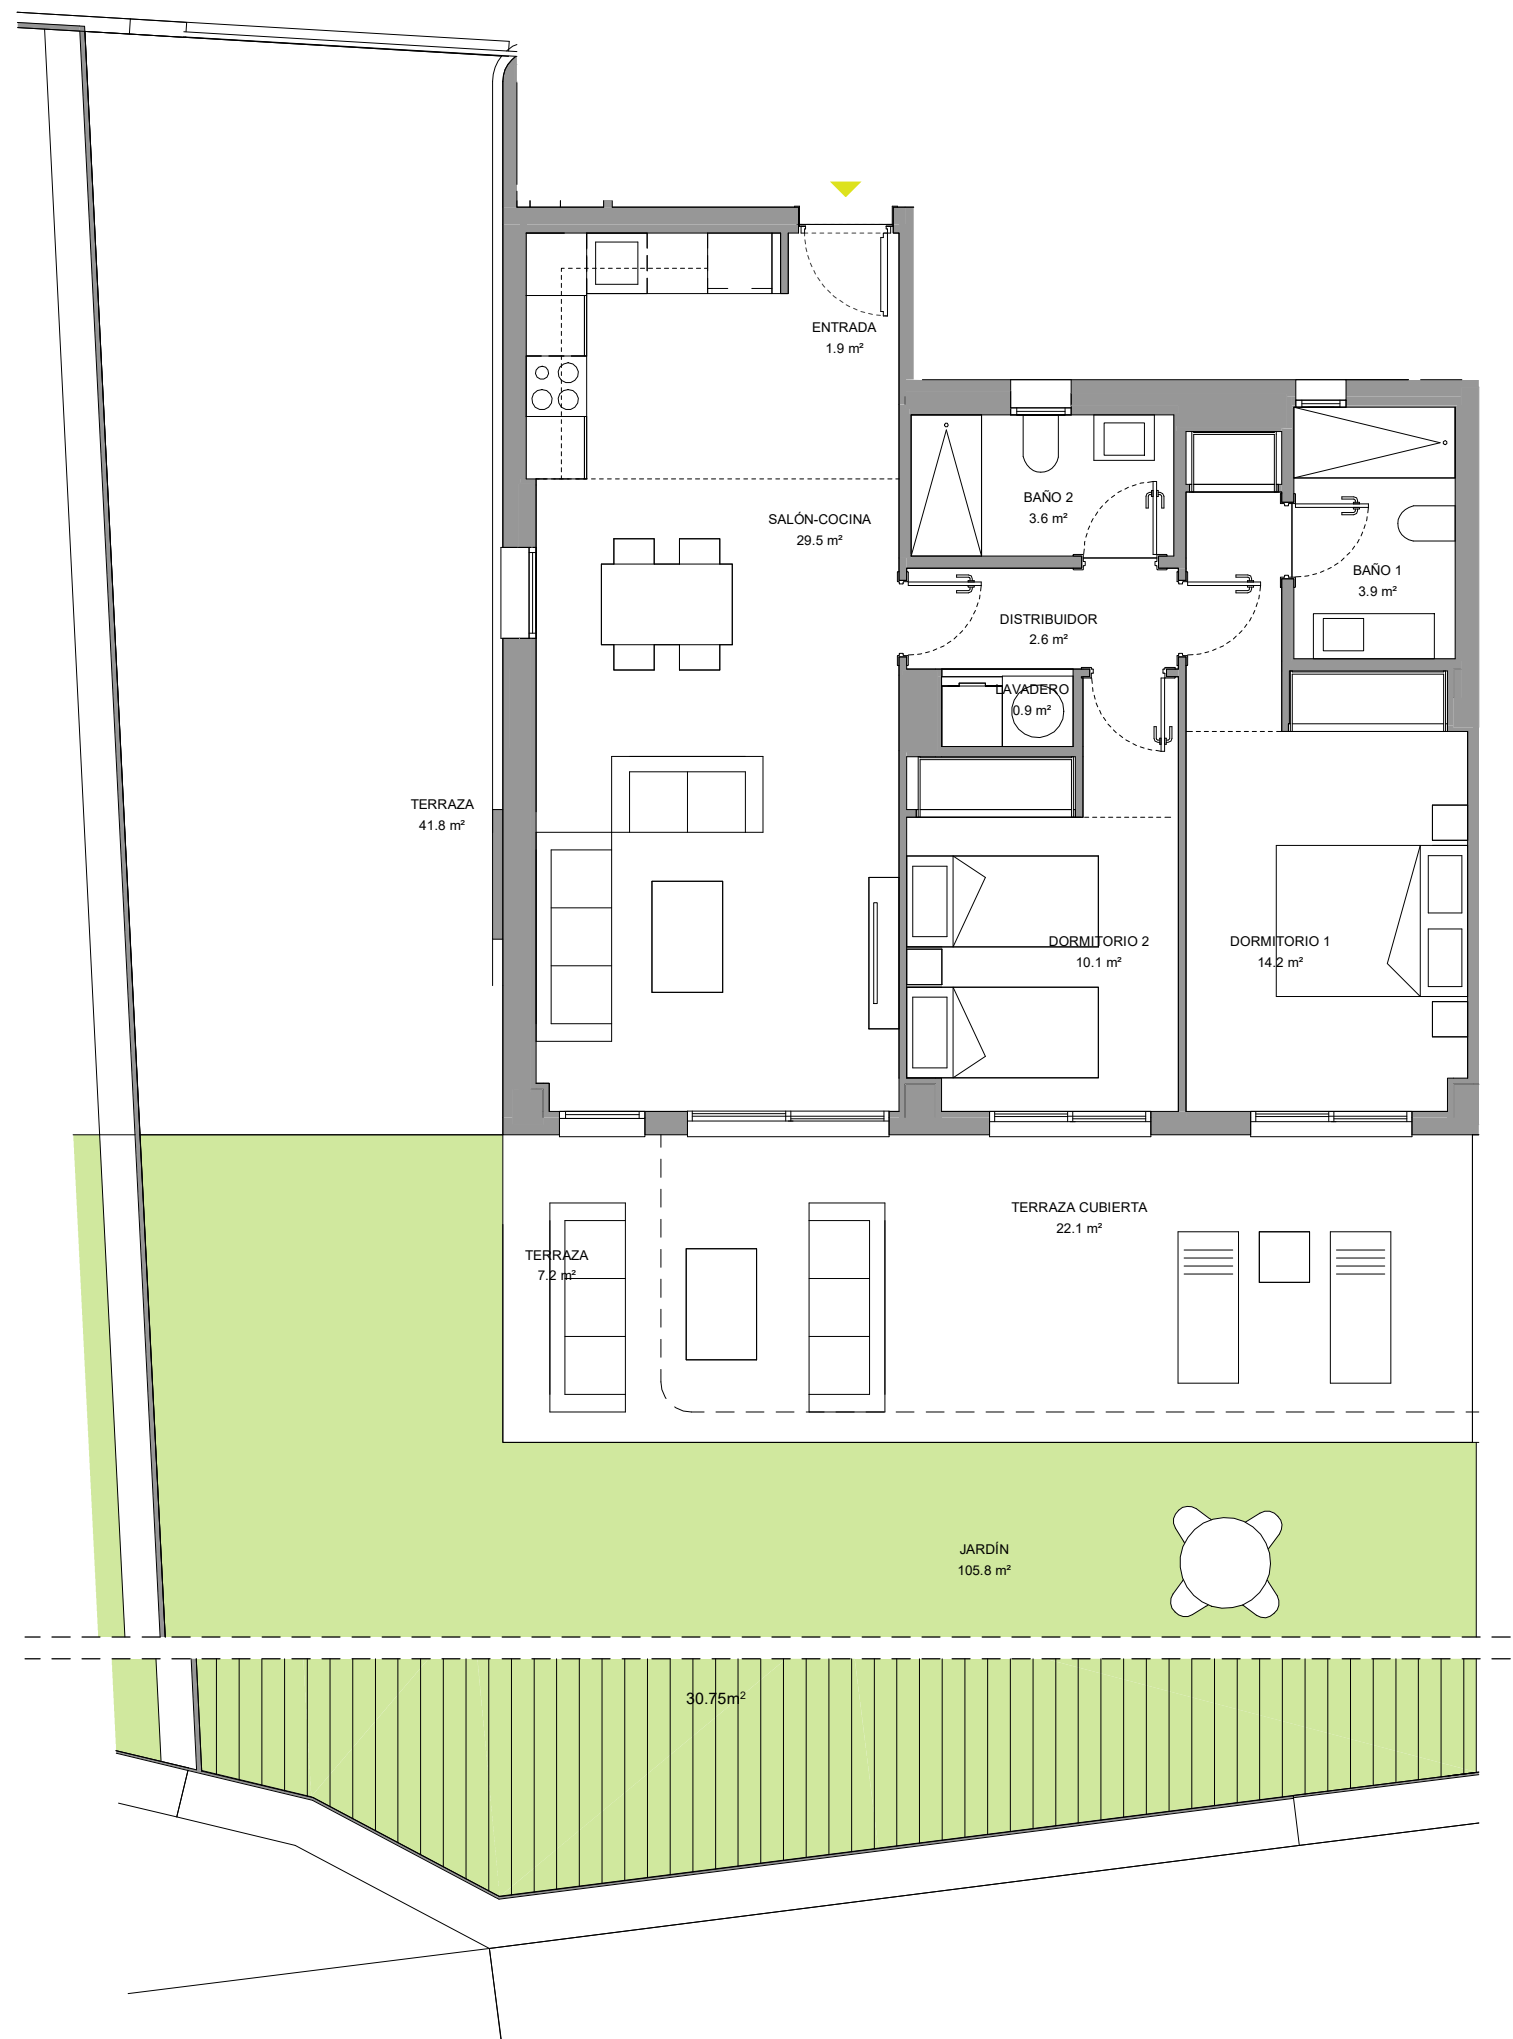 ENTRADA
1.9 m²
SALÓN-COCINA
29.5 m²
BAÑO 2
3.6 m²
BAÑO 1
3.9 m²
DISTRIBUIDOR
2.6 m²
LAVADERO
0.9 m²
TERRAZA
41.8 m²
DORMITORIO 2
10.1 m²
DORMITORIO 1
14.2 m²
TERRAZA CUBIERTA
22.1 m²
TERRAZA
7.2 m²
JARDÍN
105.8 m²
30.75m²